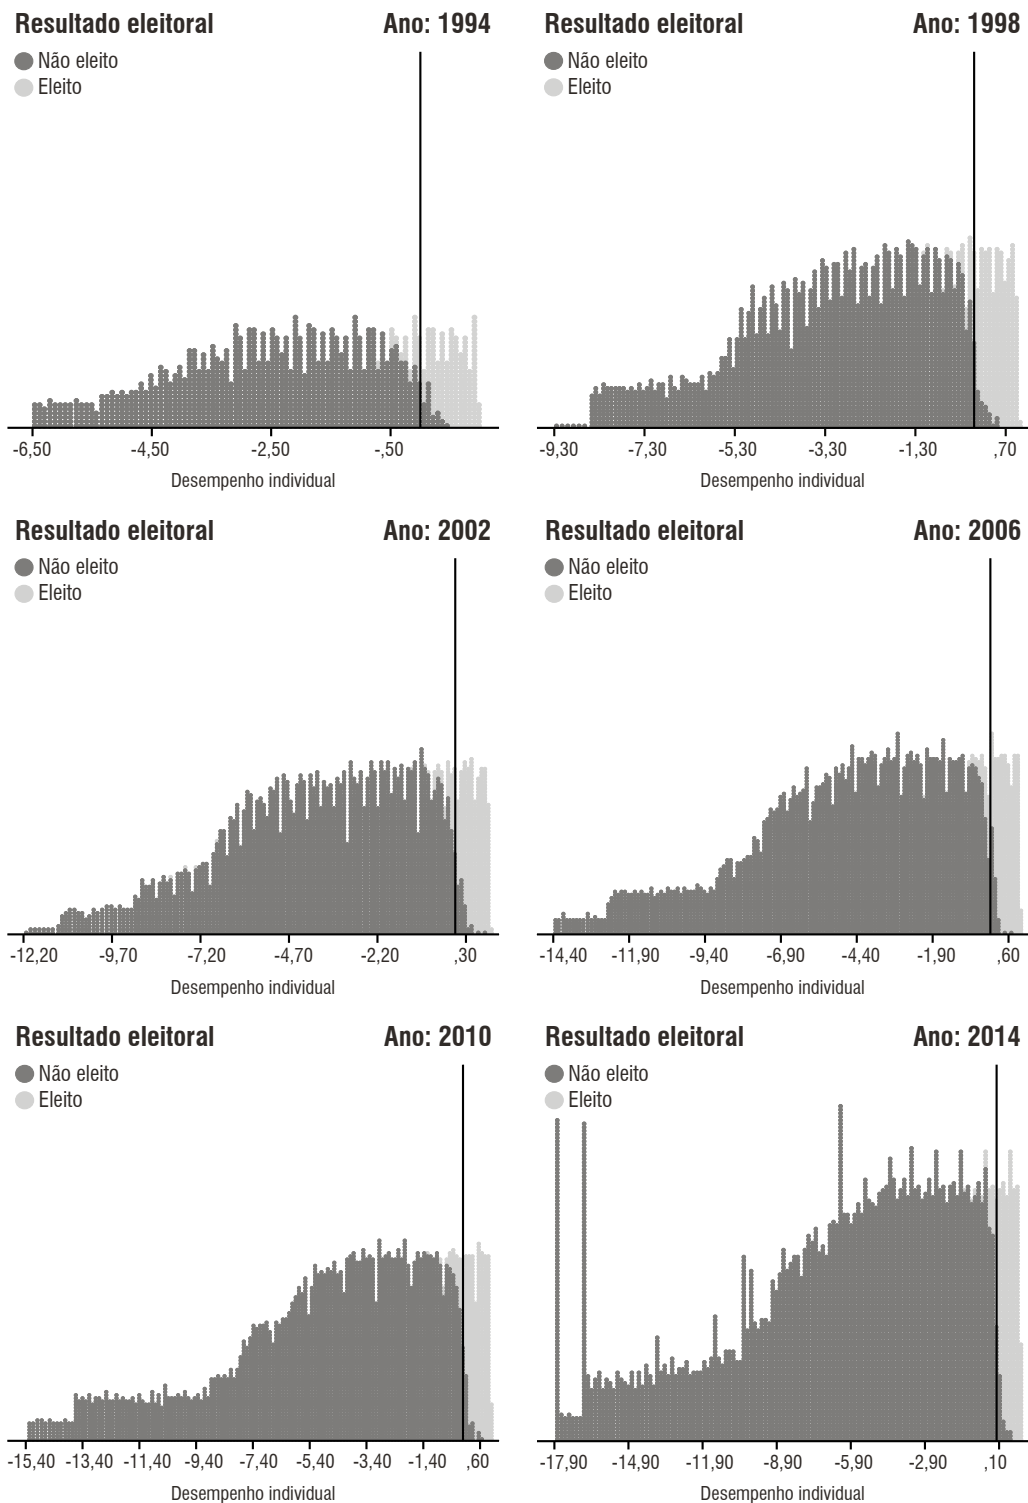 Resultado eleitoral Ano: 1994
Não eleito
Eleito
-6,50 -4,50 -2,50 -,50
Desempenho individual
Resultado eleitoral Ano: 1998
Não eleito
Eleito
-9,30 -7,30 -5,30 -3,30 -1,30 ,70
Desempenho individual
Resultado eleitoral Ano: 2002
Não eleito
Eleito
-12,20 -9,70 -7,20 -4,70 -2,20 ,30
Desempenho individual
Resultado eleitoral Ano: 2006
Não eleito
Eleito
-14,40 -11,90 -9,40 -6,90 -4,40 -1,90 ,60
Desempenho individual
Resultado eleitoral Ano: 2010
Não eleito
Eleito
-15,40 -13,40 -11,40 -9,40 -7,40 -5,40 -3,40 -1,40 ,60
Desempenho individual
Resultado eleitoral Ano: 2014
Não eleito
Eleito
-17,90 -14,90 -11,90 -8,90 -5,90 -2,90 ,10
Desempenho individual